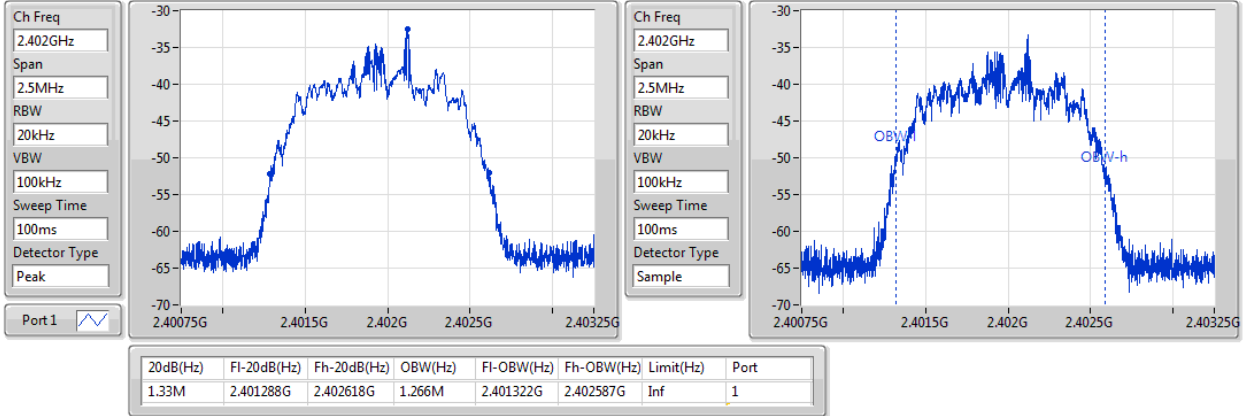 Ch Freq
2.402GHz
Span
2.5MHz
RBW
20kHz
VBW
100kHz
Sweep Time
100ms
Detector Type
Peak
Port 1
-30
-35
-40
-45
-50
-55
-60
-65
-70
2.40075G 2.4015G 2.402G 2.4025G 2.40325G
Ch Freq
2.402GHz
Span
2.5MHz
RBW
20kHz
VBW
100kHz
Sweep Time
100ms
Detector Type
Sample
-30
-35
-40
-45
-50
-55
-60
-65
-70
OBW-h
2.40075G 2.4015G 2.402G 2.4025G 2.40325G
20dB(Hz) Fl-20dB(Hz) Fh-20dB(Hz) OBW(Hz) Fl-OBW(Hz) Fh-OBW(Hz) Limit(Hz) Port
1.33M 2.401288G 2.402618G 1.266M 2.401322G 2.402587G Inf 1